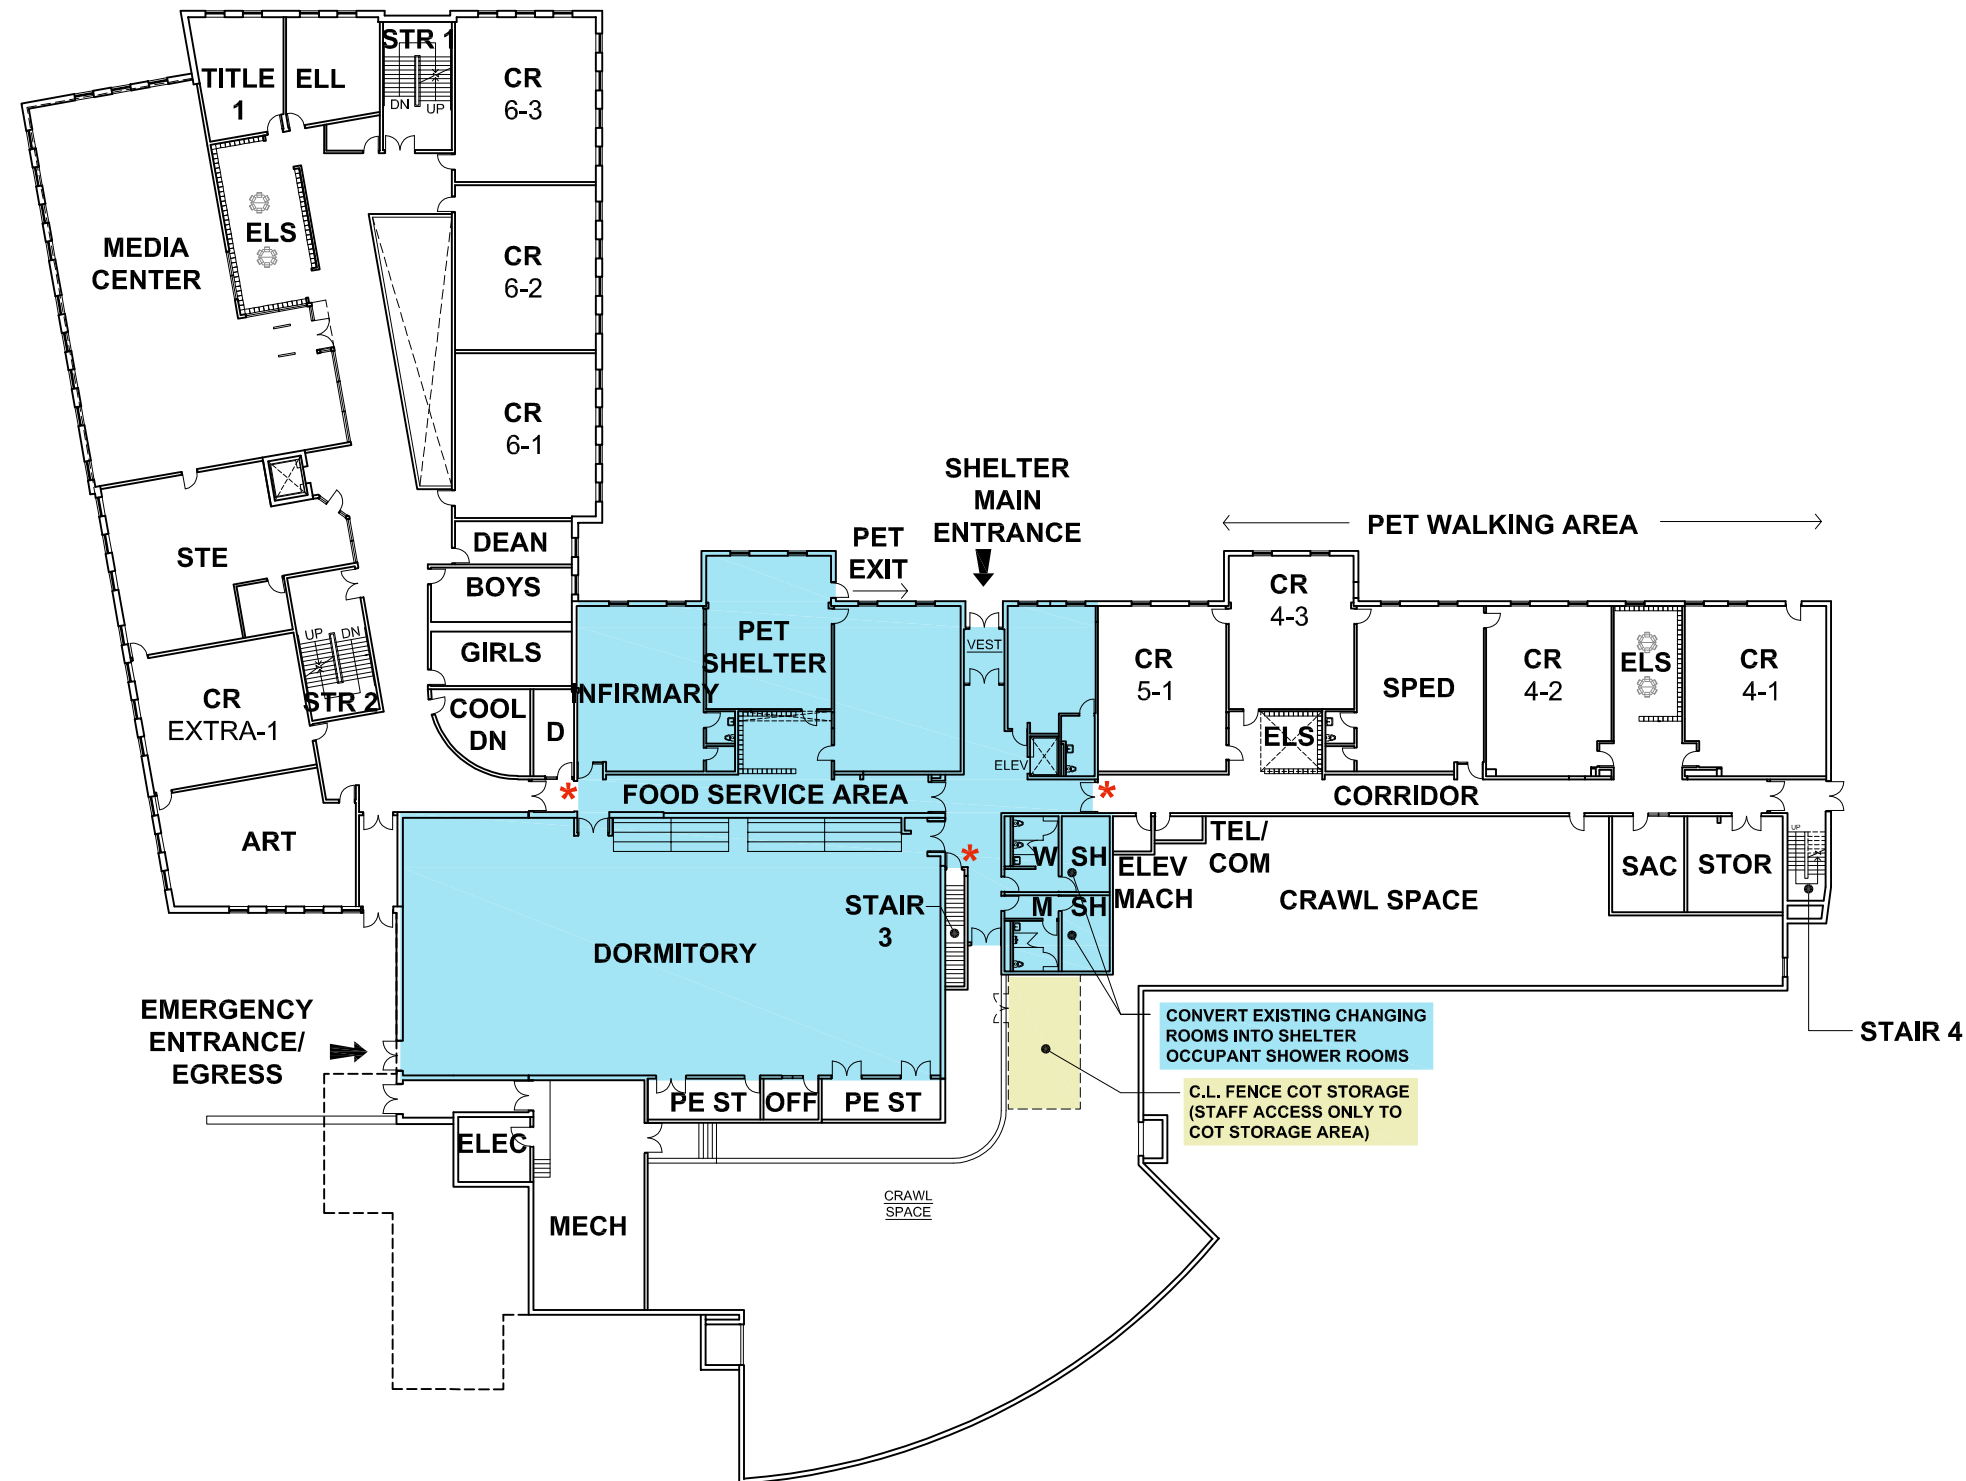 STR 1
TITLE
1
ELL
DN
UP
CR
6-3
ELS
MEDIA
CENTER
CR
6-2
CR
6-1
SHELTER
MAIN
ENTRANCE
PET WALKING AREA
DEAN
PET
EXIT
STE
BOYS
CR
4-3
UP
DN
GIRLS
PET
SHELTER
VEST
CR
5-1
SPED
CR
4-2
ELS
CR
4-1
INFIRMARY
CR
EXTRA-1
STR 2
COOL
DN
D
ELEV
ELS
*
FOOD SERVICE AREA
*
CORRIDOR
ART
*
W
SH
ELEV
MACH
TEL/
COM
UP
SAC
STOR
STAIR
3
M
SH
CRAWL SPACE
DORMITORY
EMERGENCY
ENTRANCE/
EGRESS
CONVERT EXISTING CHANGING
ROOMS INTO SHELTER
OCCUPANT SHOWER ROOMS
STAIR 4
PE ST
OFF
PE ST
C.L. FENCE COT STORAGE
(STAFF ACCESS ONLY TO
COT STORAGE AREA)
ELEC
CRAWL
SPACE
MECH